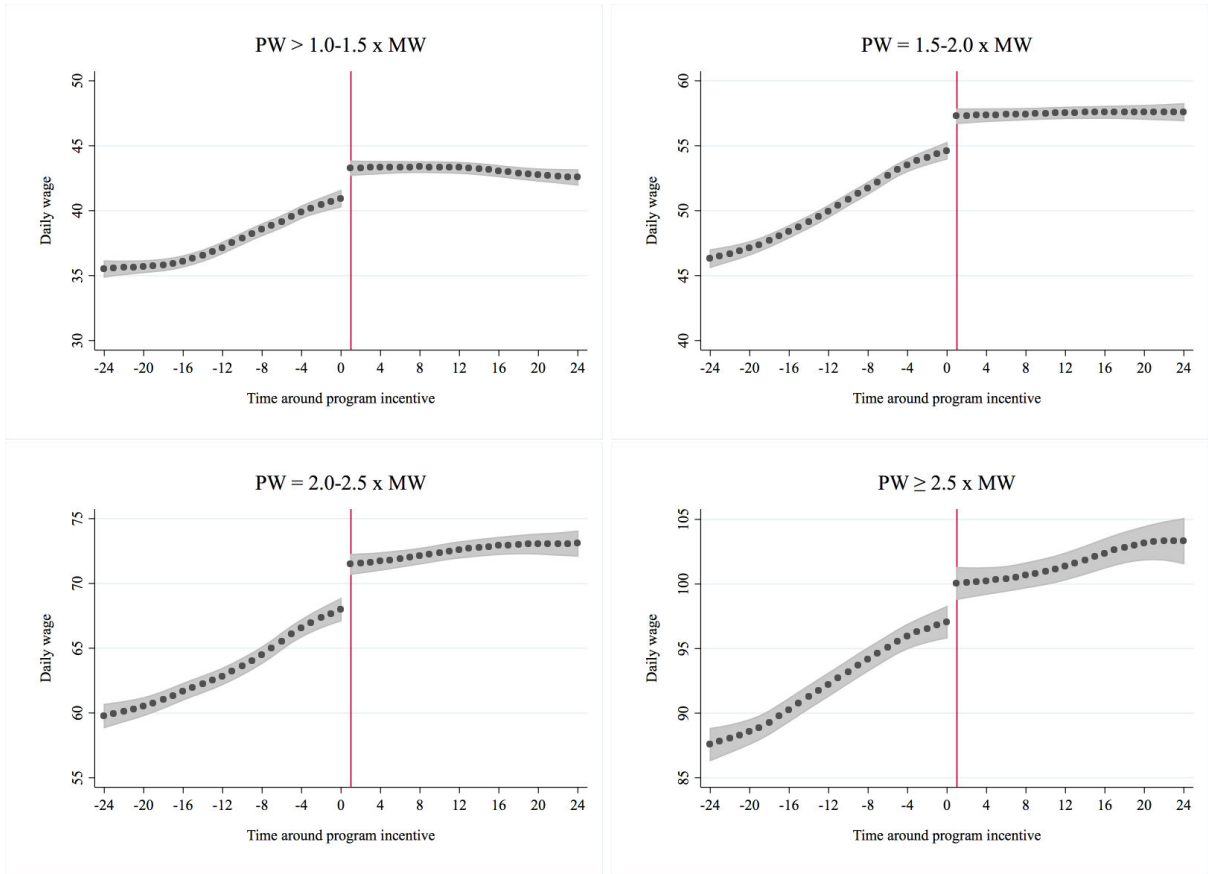 PW > 1.0-1.5 x MW
50
45
40
35
30
Daily wage
-24 -20 -16 -12 -8 -4 0 4 8 12 16 20 24
Time around program incentive
PW = 1.5-2.0 x MW
60
55
50
45
40
Daily wage
-24 -20 -16 -12 -8 -4 0 4 8 12 16 20 24
Time around program incentive
PW = 2.0-2.5 x MW
75
70
65
60
55
Daily wage
-24 -20 -16 -12 -8 -4 0 4 8 12 16 20 24
Time around program incentive
PW ≥ 2.5 x MW
105
100
95
90
85
Daily wage
-24 -20 -16 -12 -8 -4 0 4 8 12 16 20 24
Time around program incentive